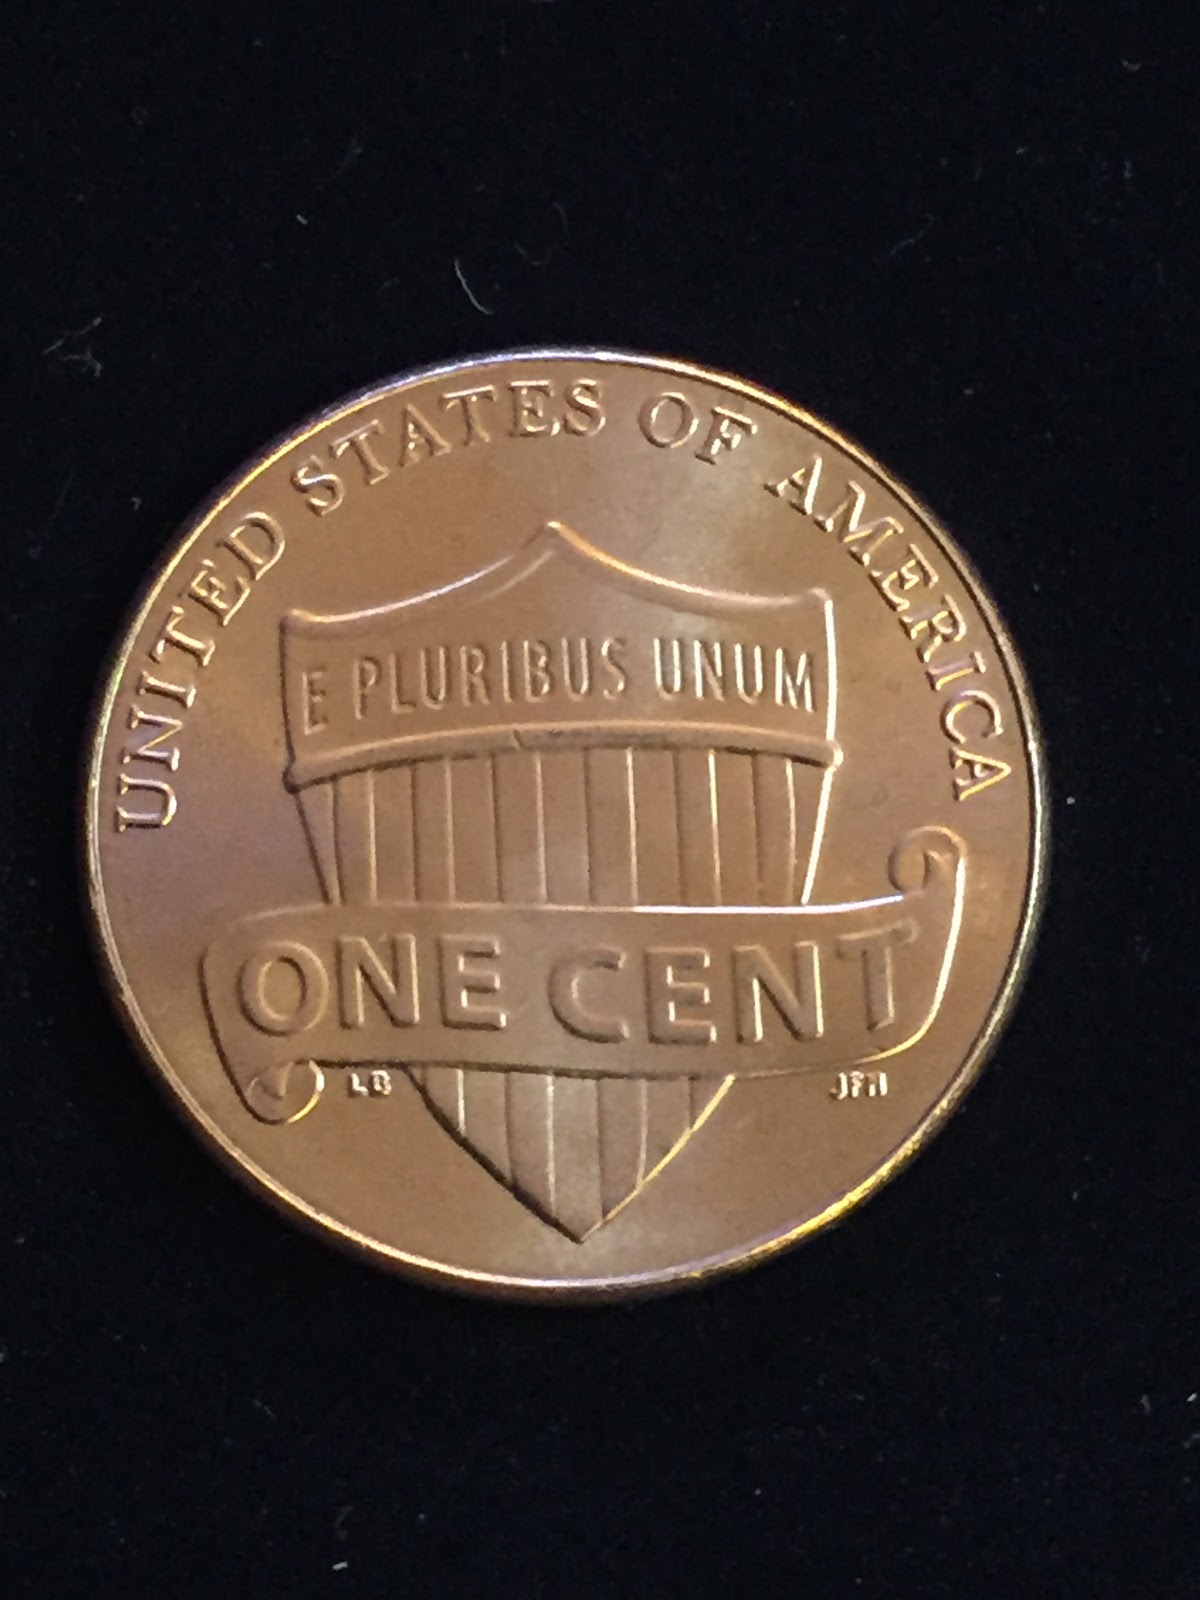 UNITED STATES OF AMERICA
E PLURIBUS UNUM
ONE CENT
LB
JFM